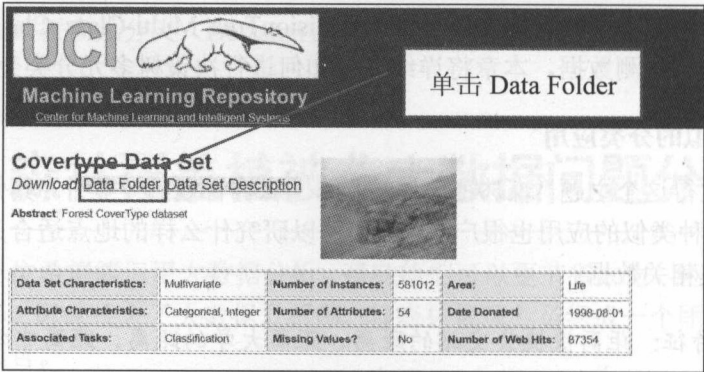 UCI
Machine Learning Repository
Center for Machine Learning and Intelligent Systems
单击 Data Folder
Covertype Data Set
Download: Data Folder, Data Set Description
Abstract: Forest CoverType dataset
Data Set Characteristics: Multivariate Number of Instances: 581012 Area: Life
Attribute Characteristics: Categorical, Integer Number of Attributes: 54 Date Donated 1998-08-01
Associated Tasks: Classification Missing Values? No Number of Web Hits: 87354